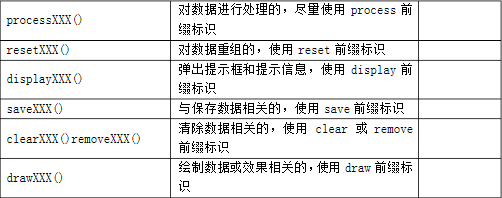 processXXX()
对数据进行处理的，尽量使用 process 前
缀标识
resetXXX()
对数据重组的，使用 reset 前缀标识
displayXXX()
弹出提示框和提示信息，使用 display 前
缀标识
saveXXX()
与保存数据相关的，使用 save 前缀标识
clearXXX()removeXXX()
清除数据相关的，使用 clear 或 remove
前缀标识
drawXXX()
绘制数据或效果相关的，使用 draw 前缀标
识